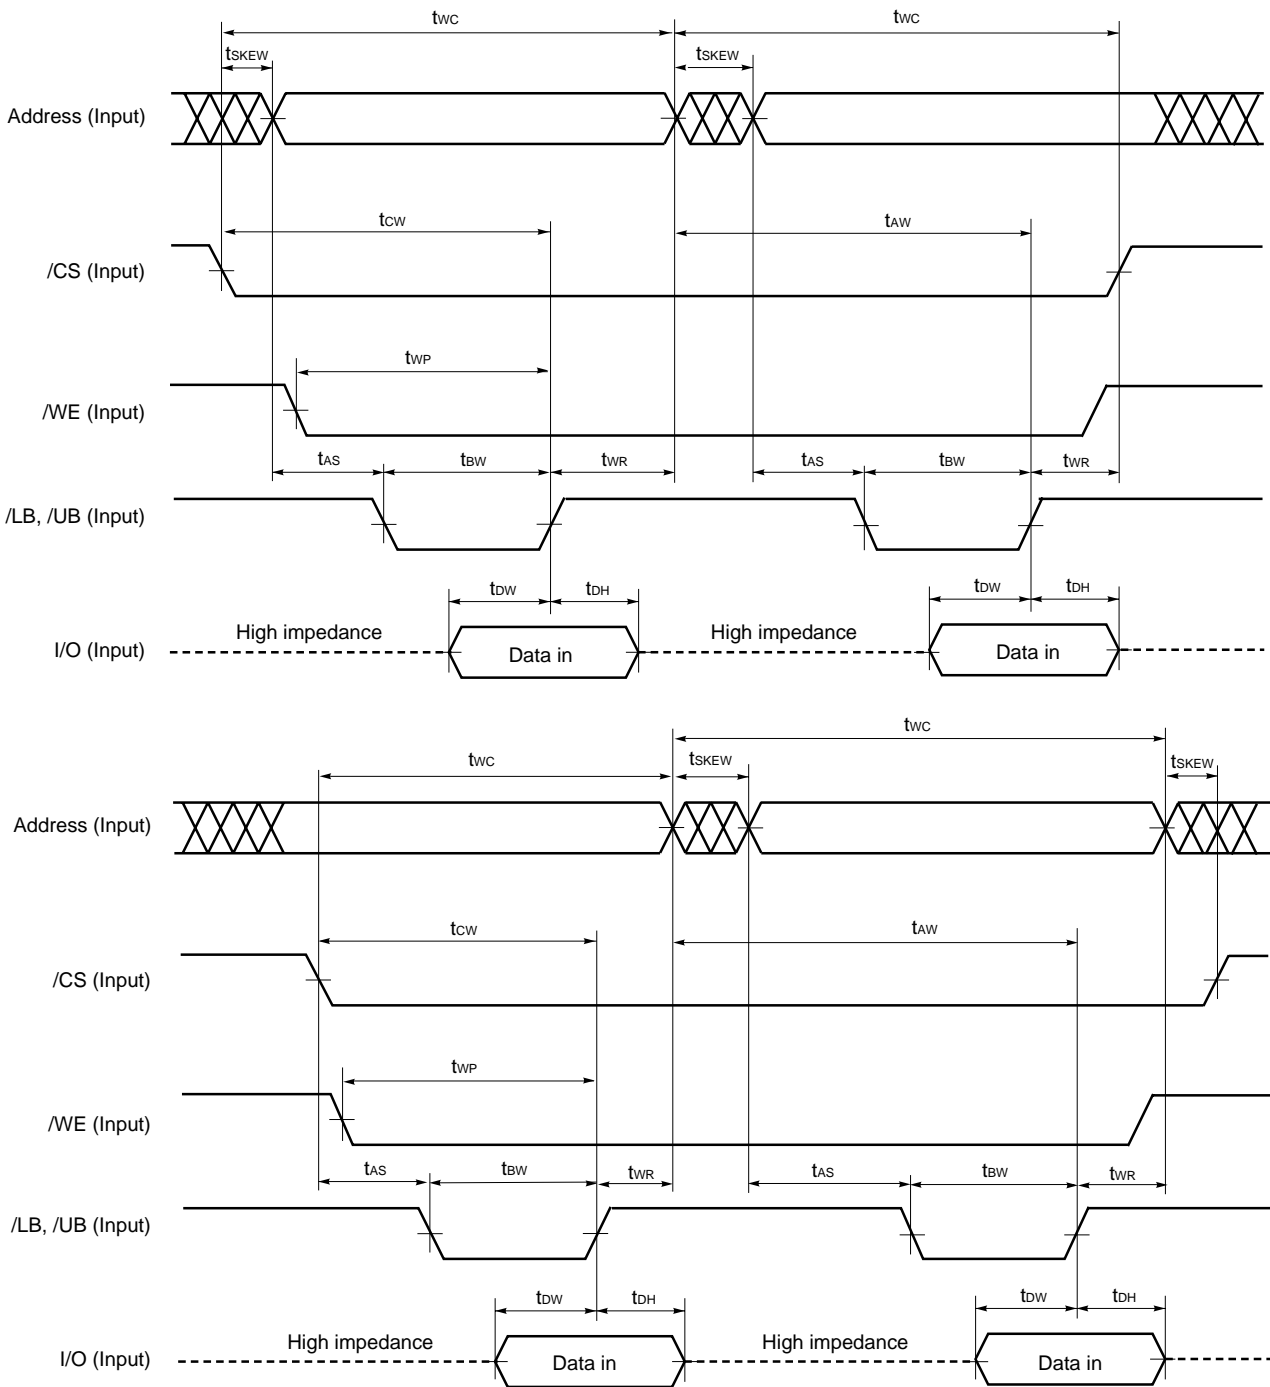 tWC tWC
tSKEW tSKEW
Address (Input)
tCW tAW
/CS (Input)
tWP
/WE (Input)
tAS tBW tWR tAS tBW tWR
/LB, /UB (Input)
tDW tDH tDW tDH
High impedance High impedance
I/O (Input) Data in Data in
tWC
tWC tSKEW tSKEW
Address (Input)
tCW tAW
/CS (Input)
tWP
/WE (Input)
tAS tBW tWR tAS tBW tWR
/LB, /UB (Input)
tDW tDH tDW tDH
High impedance High impedance
I/O (Input) Data in Data in